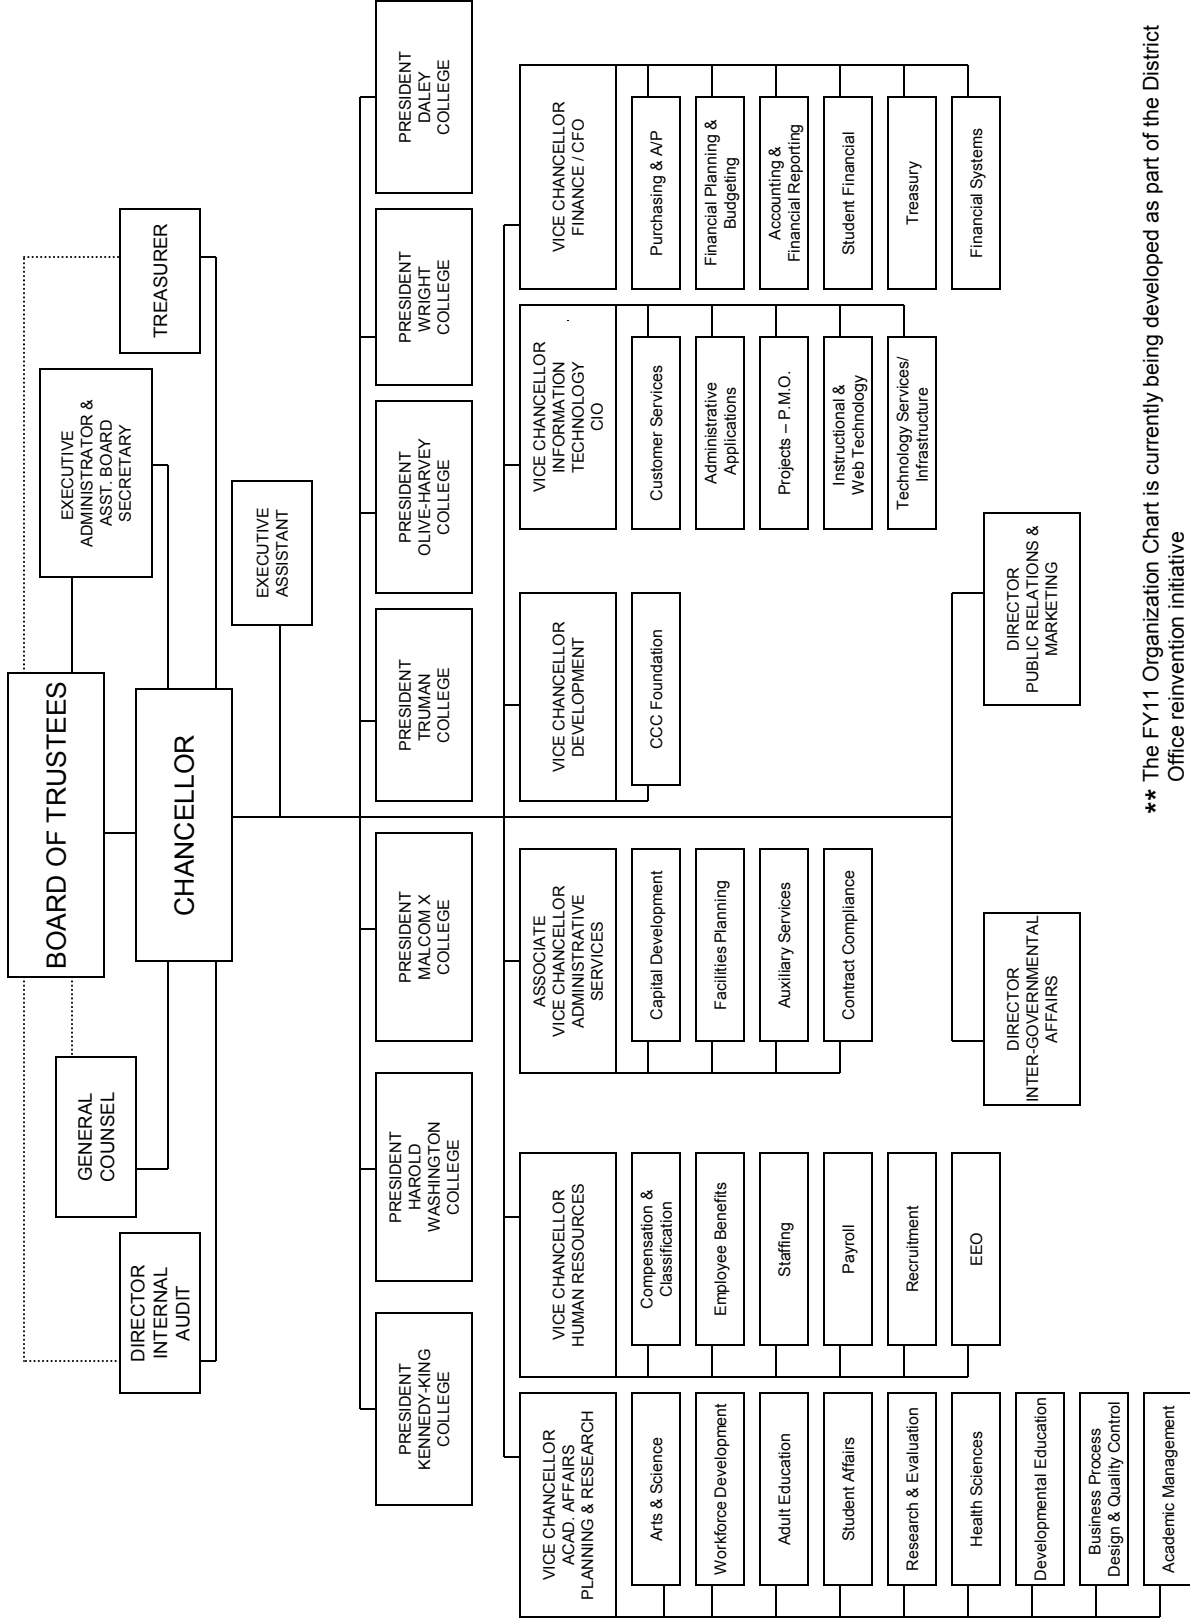 BOARD OF TRUSTEES
CHANCELLOR
DIRECTOR
INTERNAL
AUDIT
GENERAL
COUNSEL
EXECUTIVE
ADMINISTRATOR &
ASST. BOARD
SECRETARY
TREASURER
EXECUTIVE
ASSISTANT
PRESIDENT
KENNEDY-KING
COLLEGE
PRESIDENT
HAROLD
WASHINGTON
COLLEGE
PRESIDENT
MALCOM X
COLLEGE
PRESIDENT
TRUMAN
COLLEGE
PRESIDENT
OLIVE-HARVEY
COLLEGE
PRESIDENT
WRIGHT
COLLEGE
PRESIDENT
DALEY
COLLEGE
VICE CHANCELLOR
ACAD. AFFAIRS
PLANNING & RESEARCH
Arts & Science
Workforce Development
Adult Education
Student Affairs
Research & Evaluation
Health Sciences
Developmental Education
Business Process
Design & Quality Control
Academic Management
VICE CHANCELLOR
HUMAN RESOURCES
Compensation &
Classification
Employee Benefits
Staffing
Payroll
Recruitment
EEO
ASSOCIATE
VICE CHANCELLOR
ADMINISTRATIVE
SERVICES
Capital Development
Facilities Planning
Auxiliary Services
Contract Compliance
VICE CHANCELLOR
DEVELOPMENT
CCC Foundation
VICE CHANCELLOR
INFORMATION
TECHNOLOGY
CIO
Customer Services
Administrative
Applications
Projects – P.M.O.
Instructional &
Web Technology
Technology Services/
Infrastructure
VICE CHANCELLOR
FINANCE / CFO
Purchasing & A/P
Financial Planning &
Budgeting
Accounting &
Financial Reporting
Student Financial
Treasury
Financial Systems
DIRECTOR
INTER-GOVERNMENTAL
AFFAIRS
DIRECTOR
PUBLIC RELATIONS &
MARKETING
** The FY11 Organization Chart is currently being developed as part of the District
Office reinvention initiative